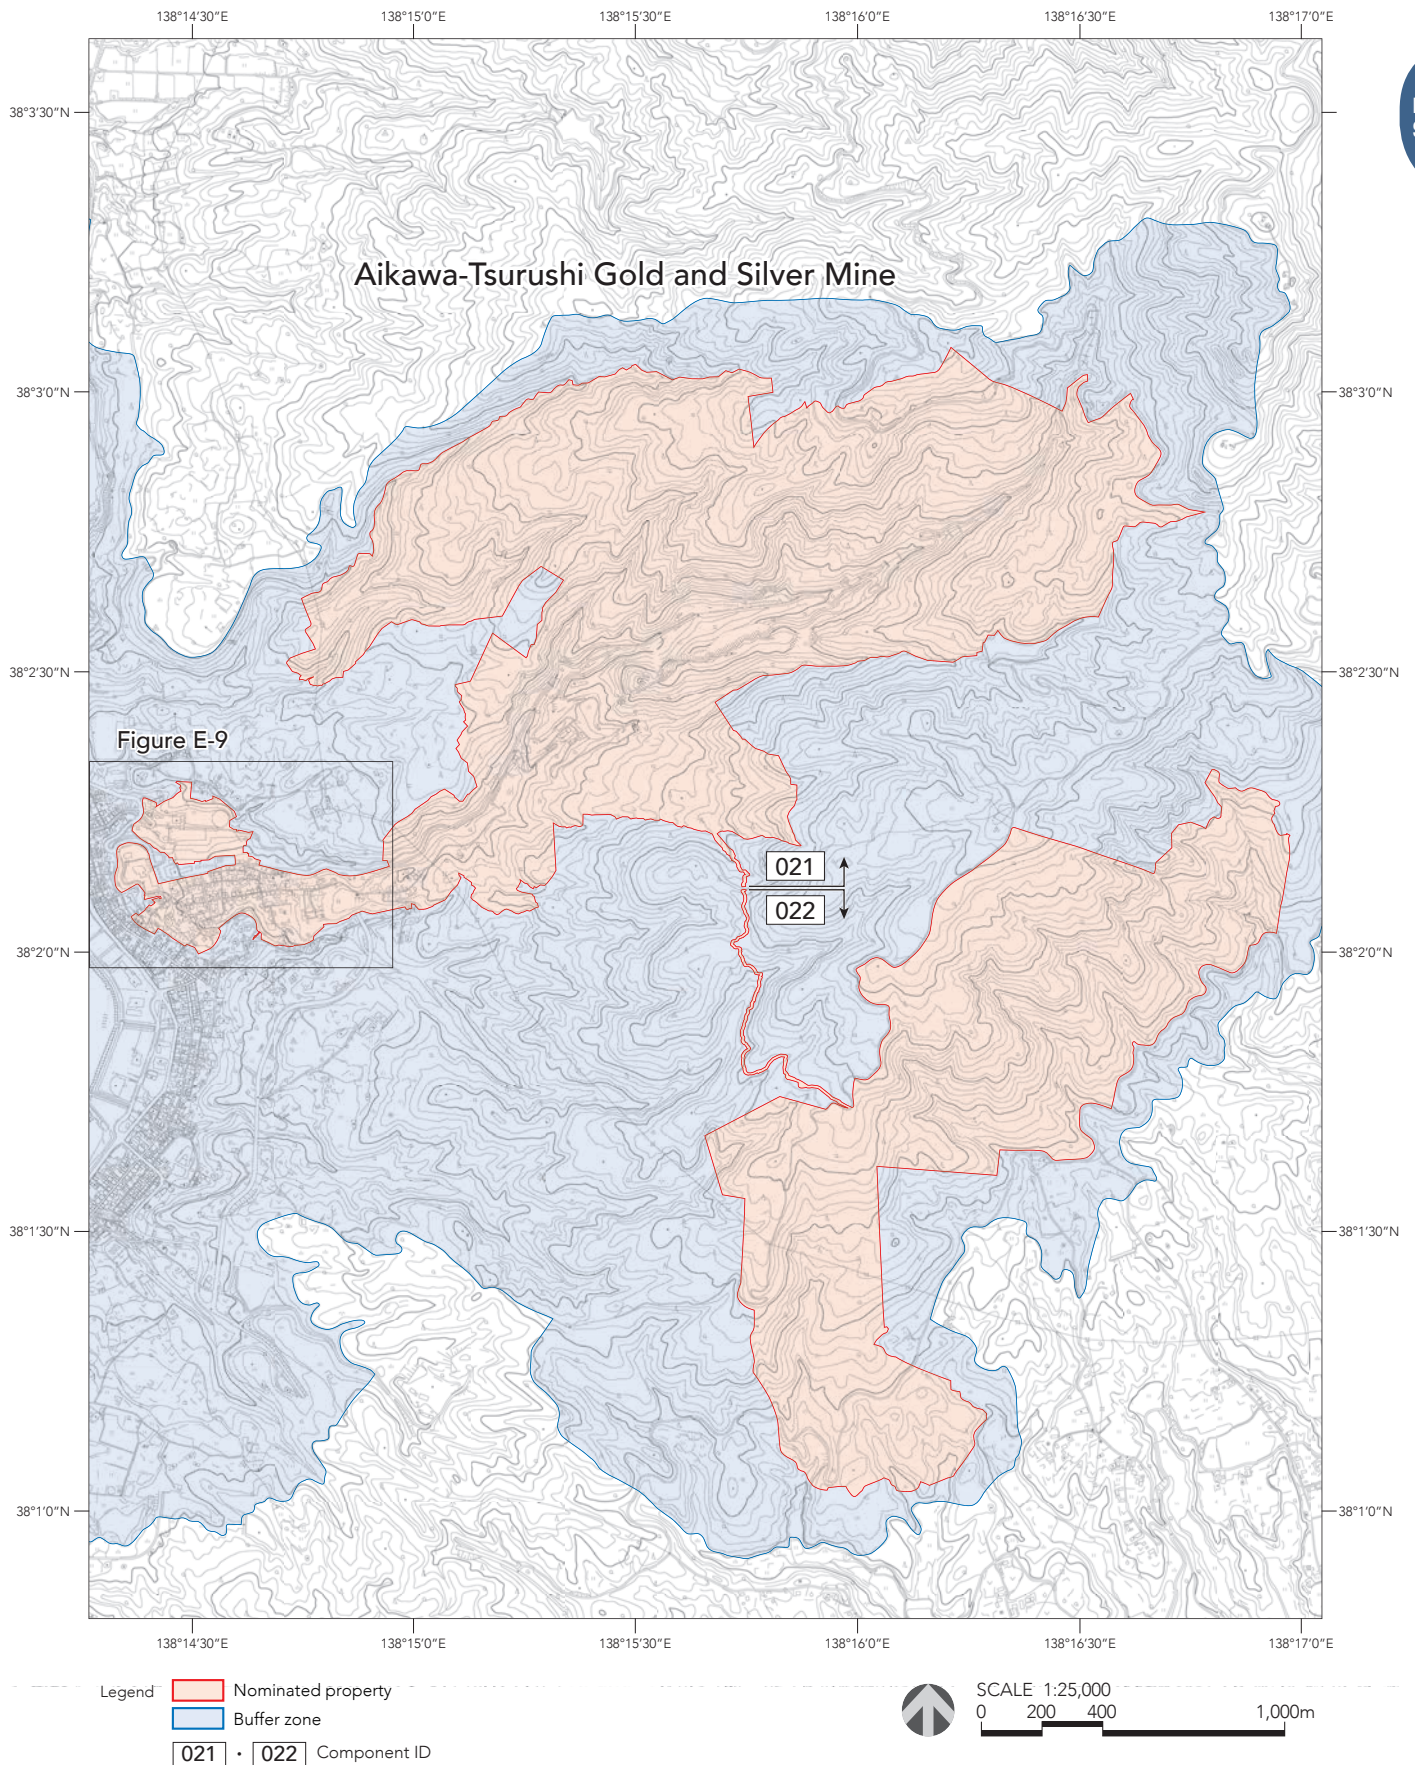 138°14'30"E 138°15'0"E 138°15'30"E 138°16'0"E 138°16'30"E 138°17'0"E
38°3'30"N
Aikawa-Tsurushi Gold and Silver Mine
38°3'0"N 38°3'0"N
38°2'30"N 38°2'30"N
Figure E-9
021
022
38°2'0"N 38°2'0"N
38°1'30"N 38°1'30"N
38°1'0"N 38°1'0"N
138°14'30"E 138°15'0"E 138°15'30"E 138°16'0"E 138°16'30"E 138°17'0"E
Legend Nominated property
Buffer zone
021 · 022 Component ID
SCALE 1:25,000
0 200 400 1,000m